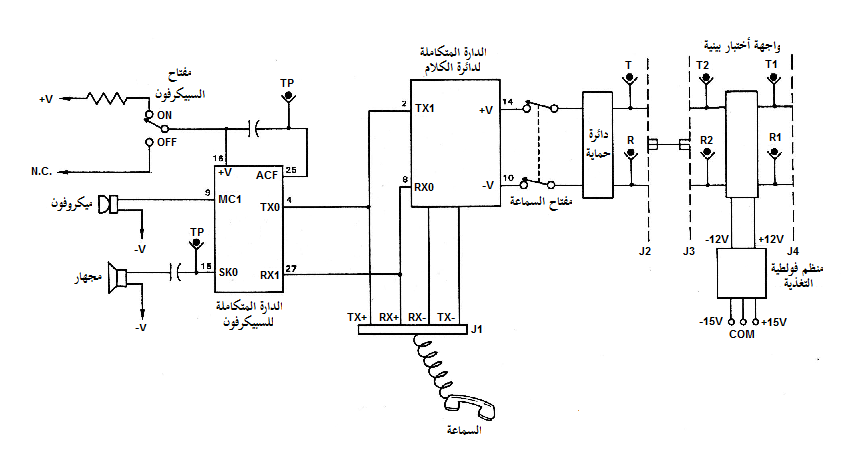 مفتاح
السبيكرفون
+V
ON
OFF
N.C.
TP
16
+V
25
ACF
9
MC1
TX0
4
ميكروفون
-V
TP
15
SK0
RX1
27
مجهار
-V
الدارة المتكاملة
للسبيكرفون
الدارة المتكاملة
لدائرة الكلام
2
TX1
+V
14
8
RX0
-V
10
مفتاح السماعة
دائرة
حماية
T
R
J2
واجهة أختبار بينية
T2
T1
R2
R1
J3
J4
-12V
+12V
منظم فولطية
التغذية
-15V
COM
+15V
TX+
RX+
RX-
TX-
J1
السماعة